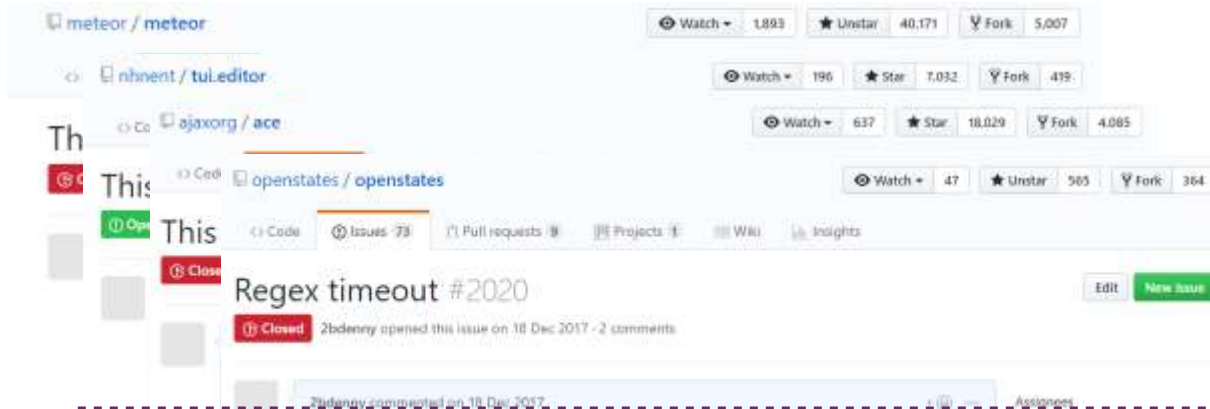 meteor / meteor Watch 1,893 Unstar 40,171 Fork 5,007
nhnent / tui.editor Watch 196 Star 7,032 Fork 419
ajaxorg / ace Watch 637 Star 18,029 Fork 4,085
openstates / openstates Watch 47 Unstar 565 Fork 364
Th
This
This
Code Issues 73 Pull requests 9 Projects 1 Wiki Insights
Regex timeout #2020 Edit New issue
Closed 2bdenny opened this issue on 18 Dec 2017 · 2 comments
2bdenny commented on 18 Dec 2017 Assignees